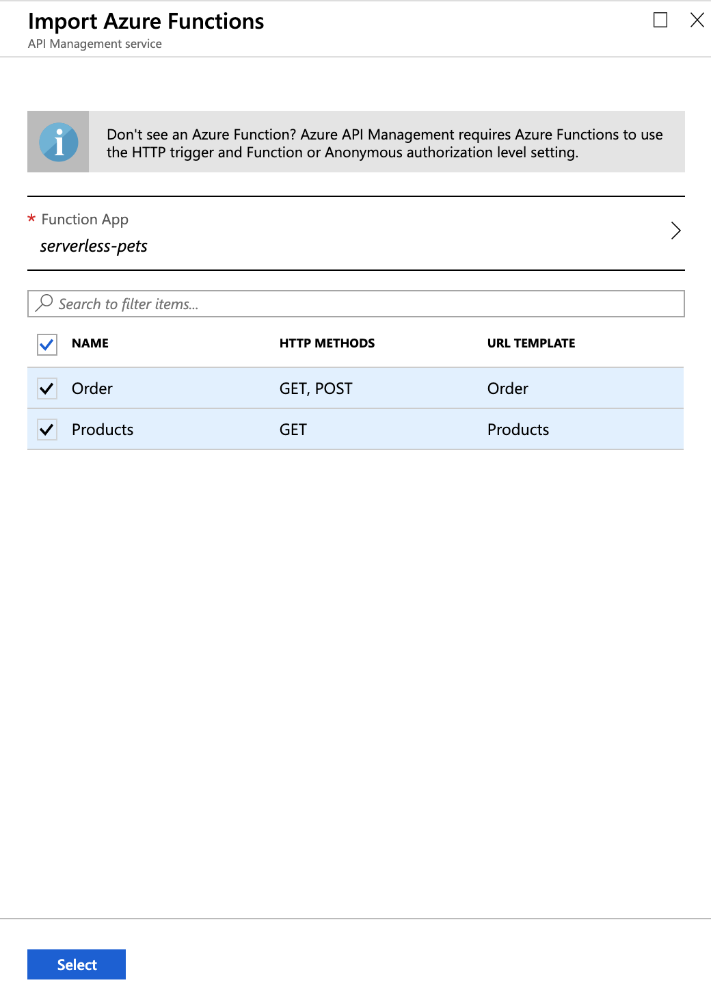 Import Azure Functions
API Management service
Don't see an Azure Function? Azure API Management requires Azure Functions to use
the HTTP trigger and Function or Anonymous authorization level setting.
* Function App
serverless-pets
Search to filter items...
NAME HTTP METHODS URL TEMPLATE
Order GET, POST Order
Products GET Products
Select